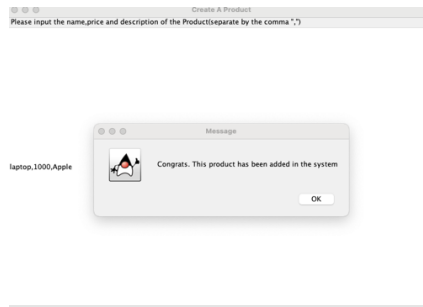 Create A Product
Please input the name,price and description of the Product(separate by the comma ",")
Message
Congrats. This product has been added in the system
laptop,1000,Apple
OK